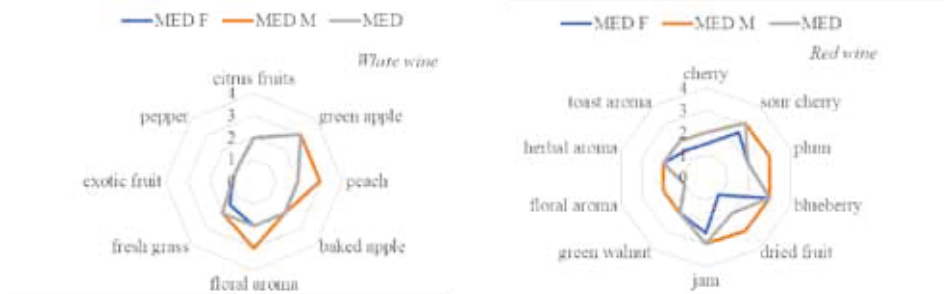 MED F MED M MED
White wine
citrus fruits
4
pepper
3
green apple
2
1
exotic fruit
peach
fresh grass
baked apple
floral aroma
MED F MED M MED
Red wine
cherry
4
toast aroma
3
sour cherry
2
herbal aroma
1
plum
0
floral aroma
blueberry
green walnut
dried fruit
jam